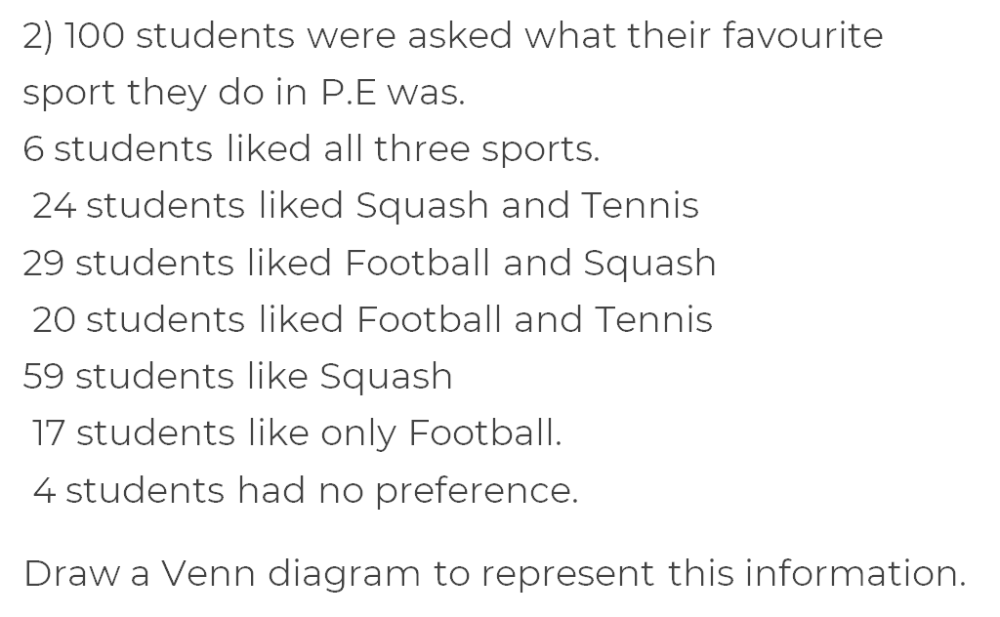 2) 100 students were asked what their favourite
sport they do in P.E was.
6 students liked all three sports.
24 students liked Squash and Tennis
29 students liked Football and Squash
20 students liked Football and Tennis
59 students like Squash
17 students like only Football.
4 students had no preference.
Draw a Venn diagram to represent this information.